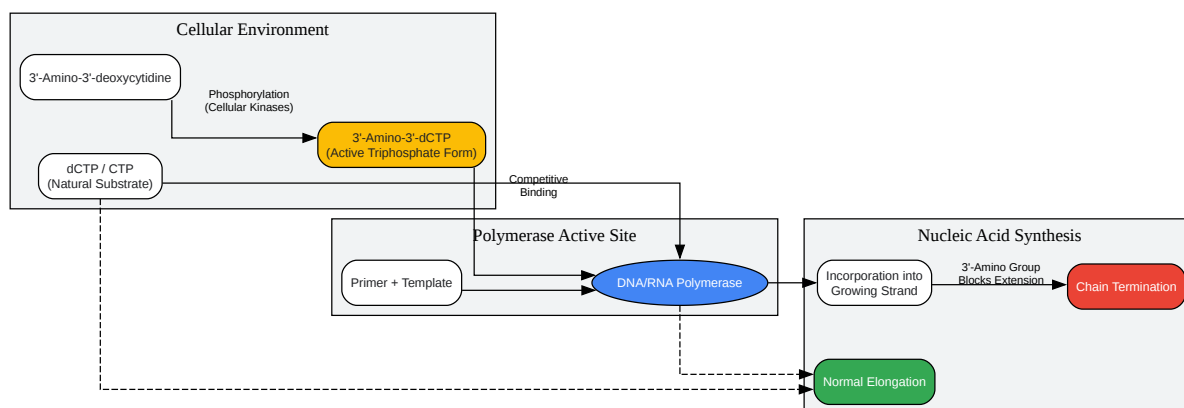 Cellular Environment
3'-Amino-3'-deoxycytidine
Phosphorylation
(Cellular Kinases)
3'-Amino-3'-dCTP
(Active Triphosphate Form)
dCTP / CTP
(Natural Substrate)
Competitive
Binding
Polymerase Active Site
Primer + Template
DNA/RNA Polymerase
Nucleic Acid Synthesis
Incorporation into
Growing Strand
3'-Amino Group
Blocks Extension
Chain Termination
Normal Elongation